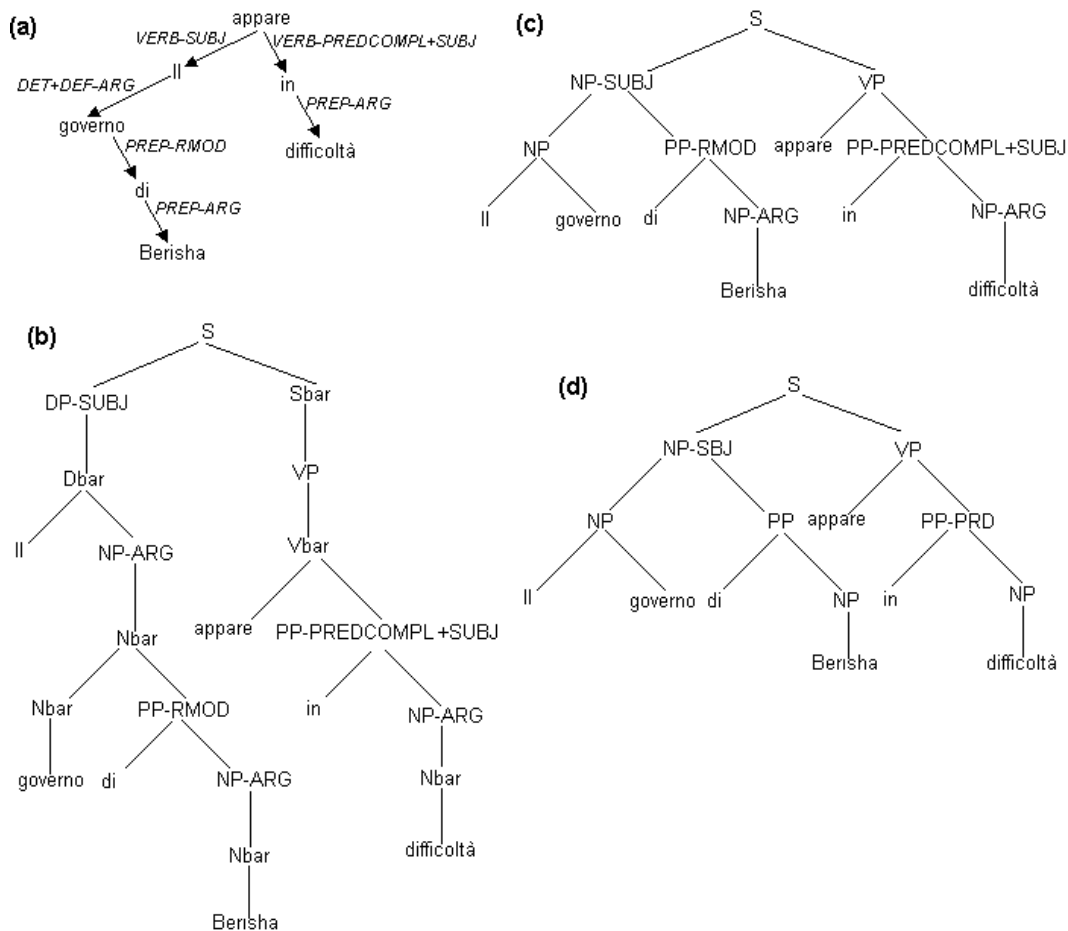 (a)
appare
VERB-SUBJ
VERB-PREDCOMPL+SUBJ
Il
in
DET+DEF-ARG
PREP-ARG
governo
difficoltà
PREP-RMOD
di
PREP-ARG
Berisha
(c)
S
NP-SUBJ VP
NP PP-RMOD appare PP-PREDCOMPL+SUBJ
Il governo di NP-ARG in NP-ARG
Berisha difficoltà
(b)
S
DP-SUBJ Sbar
Dbar VP
Il NP-ARG Vbar
Nbar appare PP-PREDCOMPL+SUBJ
Nbar PP-RMOD in NP-ARG
governo di NP-ARG Nbar
Nbar difficoltà
Berisha
(d)
S
NP-SBJ VP
NP PP appare PP-PRD
Il governo di NP in NP
Berisha difficoltà